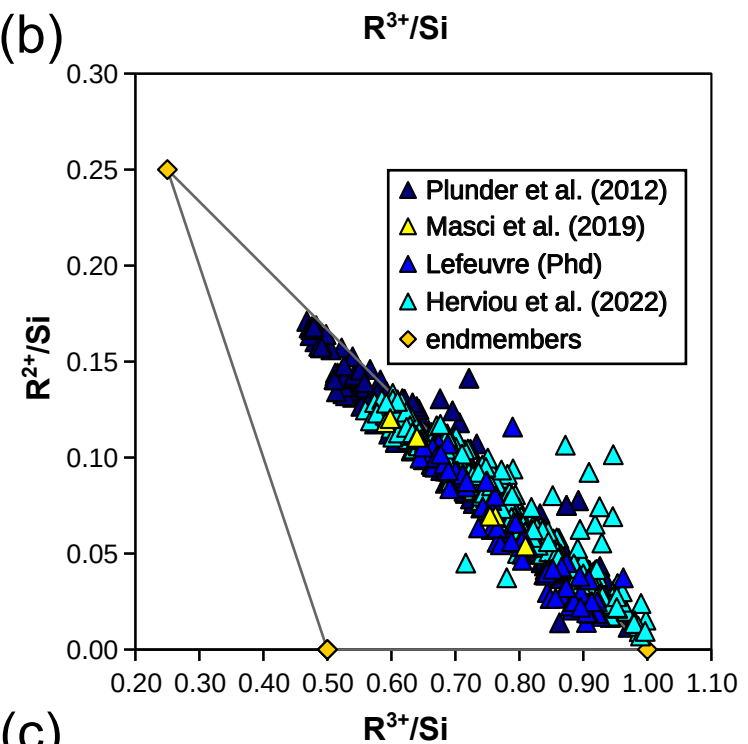 (b)
R³⁺/Si
0.30
0.25
0.20
0.15
0.10
0.05
0.00
R²⁺/Si
Plunder et al. (2012)
Masci et al. (2019)
Lefeuvre (Phd)
Herviou et al. (2022)
endmembers
0.20 0.30 0.40 0.50 0.60 0.70 0.80 0.90 1.00 1.10
R³⁺/Si
(c)